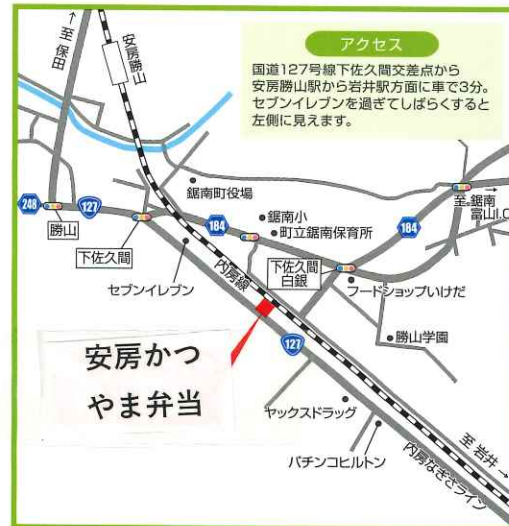 アクセス
国道127号線下佐久間交差点から
安房勝山駅から岩井駅方面に車で3分。
セブンイレブンを過ぎてしばらくすると
左側に見えます。
↑至 保田
安房勝山
248
勝山
127
下佐久間
鋸南町役場
184
鋸南小
町立鋸南保育所
184
至 鋸南
富山I.C
→
下佐久間
白銀
フードショップいけだ
セブンイレブン
内房線
勝山学園
安房かつ
やま弁当
127
ヤックスドラッグ
パチンコヒルトン
至 岩井→
内房なぎさライン